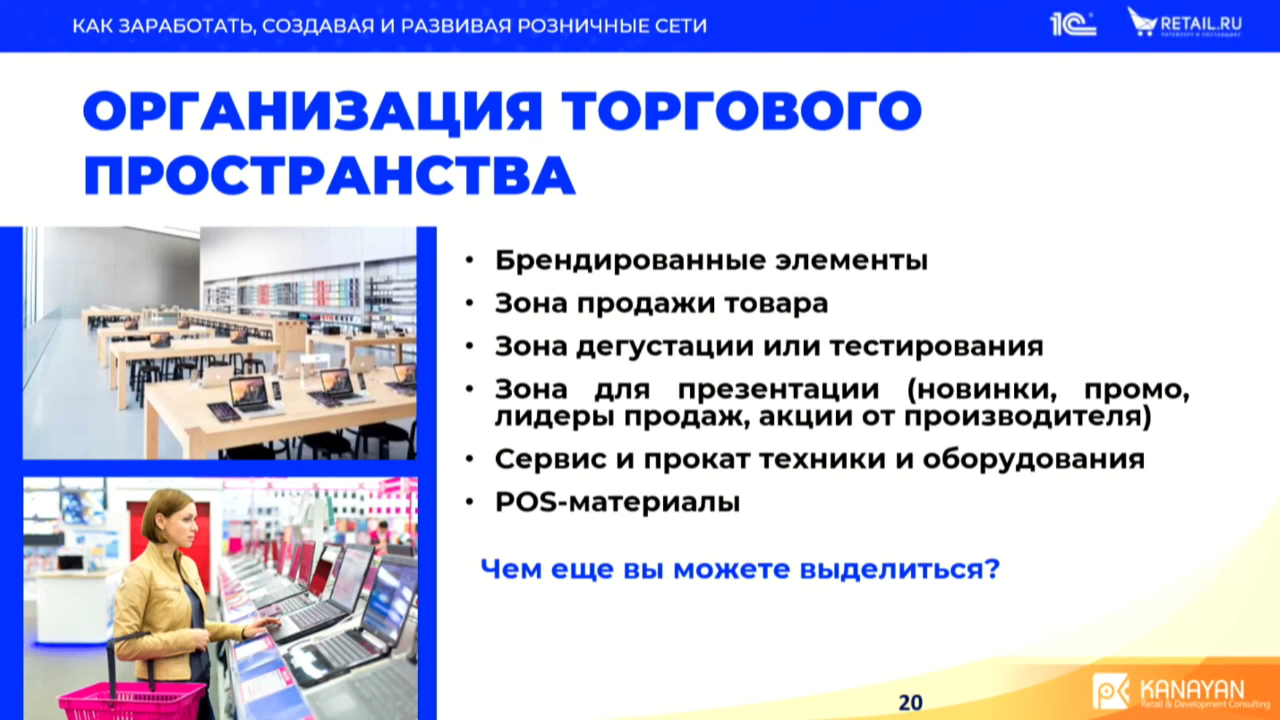 КАК ЗАРАБОТАТЬ, СОЗДАВАЯ И РАЗВИВАЯ РОЗНИЧНЫЕ СЕТИ
1С
RETAIL.RU
РИТЕЙЛЕРУ И ПОСТАВЩИКУ
ОРГАНИЗАЦИЯ ТОРГОВОГО
ПРОСТРАНСТВА
• Брендированные элементы
• Зона продажи товара
• Зона дегустации или тестирования
• Зона для презентации (новинки, промо,
лидеры продаж, акции от производителя)
• Сервис и прокат техники и оборудования
• POS-материалы
Чем еще вы можете выделиться?
20
KANAYAN
Retail & Development Consulting